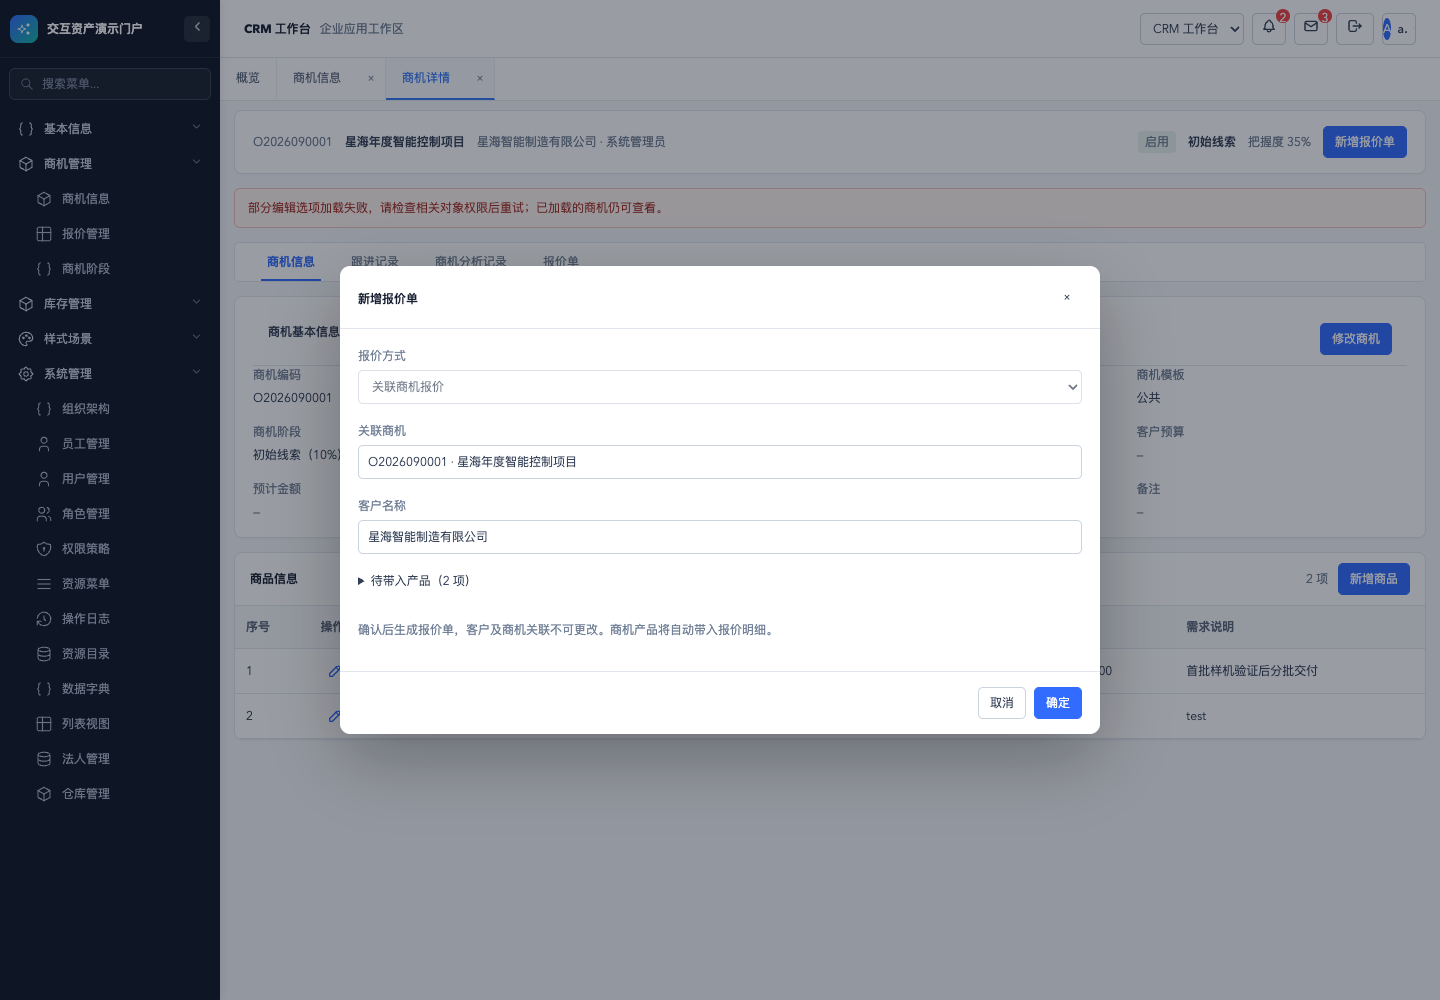 交互资产演示门户
搜索菜单...
基本信息
商机管理
商机信息
报价管理
商机阶段
库存管理
样式场景
系统管理
组织架构
员工管理
用户管理
角色管理
权限策略
资源菜单
操作日志
资源目录
数据字典
列表视图
法人管理
仓库管理
CRM 工作台 企业应用工作区
CRM 工作台
2
3
A a.
概览
商机信息 ×
商机详情 ×
O2026090001 星海年度智能控制项目 星海智能制造有限公司 · 系统管理员
启用 初始线索 把握度 35% 新增报价单
部分编辑选项加载失败，请检查相关对象权限后重试；已加载的商机仍可查看。
商机信息 跟进记录 商机分析记录 报价单
商机基本信息
修改商机
商机编码
O2026090001
商机模板
公共
商机阶段
初始线索（10%）
客户预算
–
预计金额
–
备注
–
商品信息
2 项 新增商品
序号 操作 需求说明
1 00 首批样机验证后分批交付
2 test
新增报价单 ×
报价方式
关联商机报价
关联商机
O2026090001 · 星海年度智能控制项目
客户名称
星海智能制造有限公司
待带入产品（2 项）
确认后生成报价单，客户及商机关联不可更改。商机产品将自动带入报价明细。
取消 确定